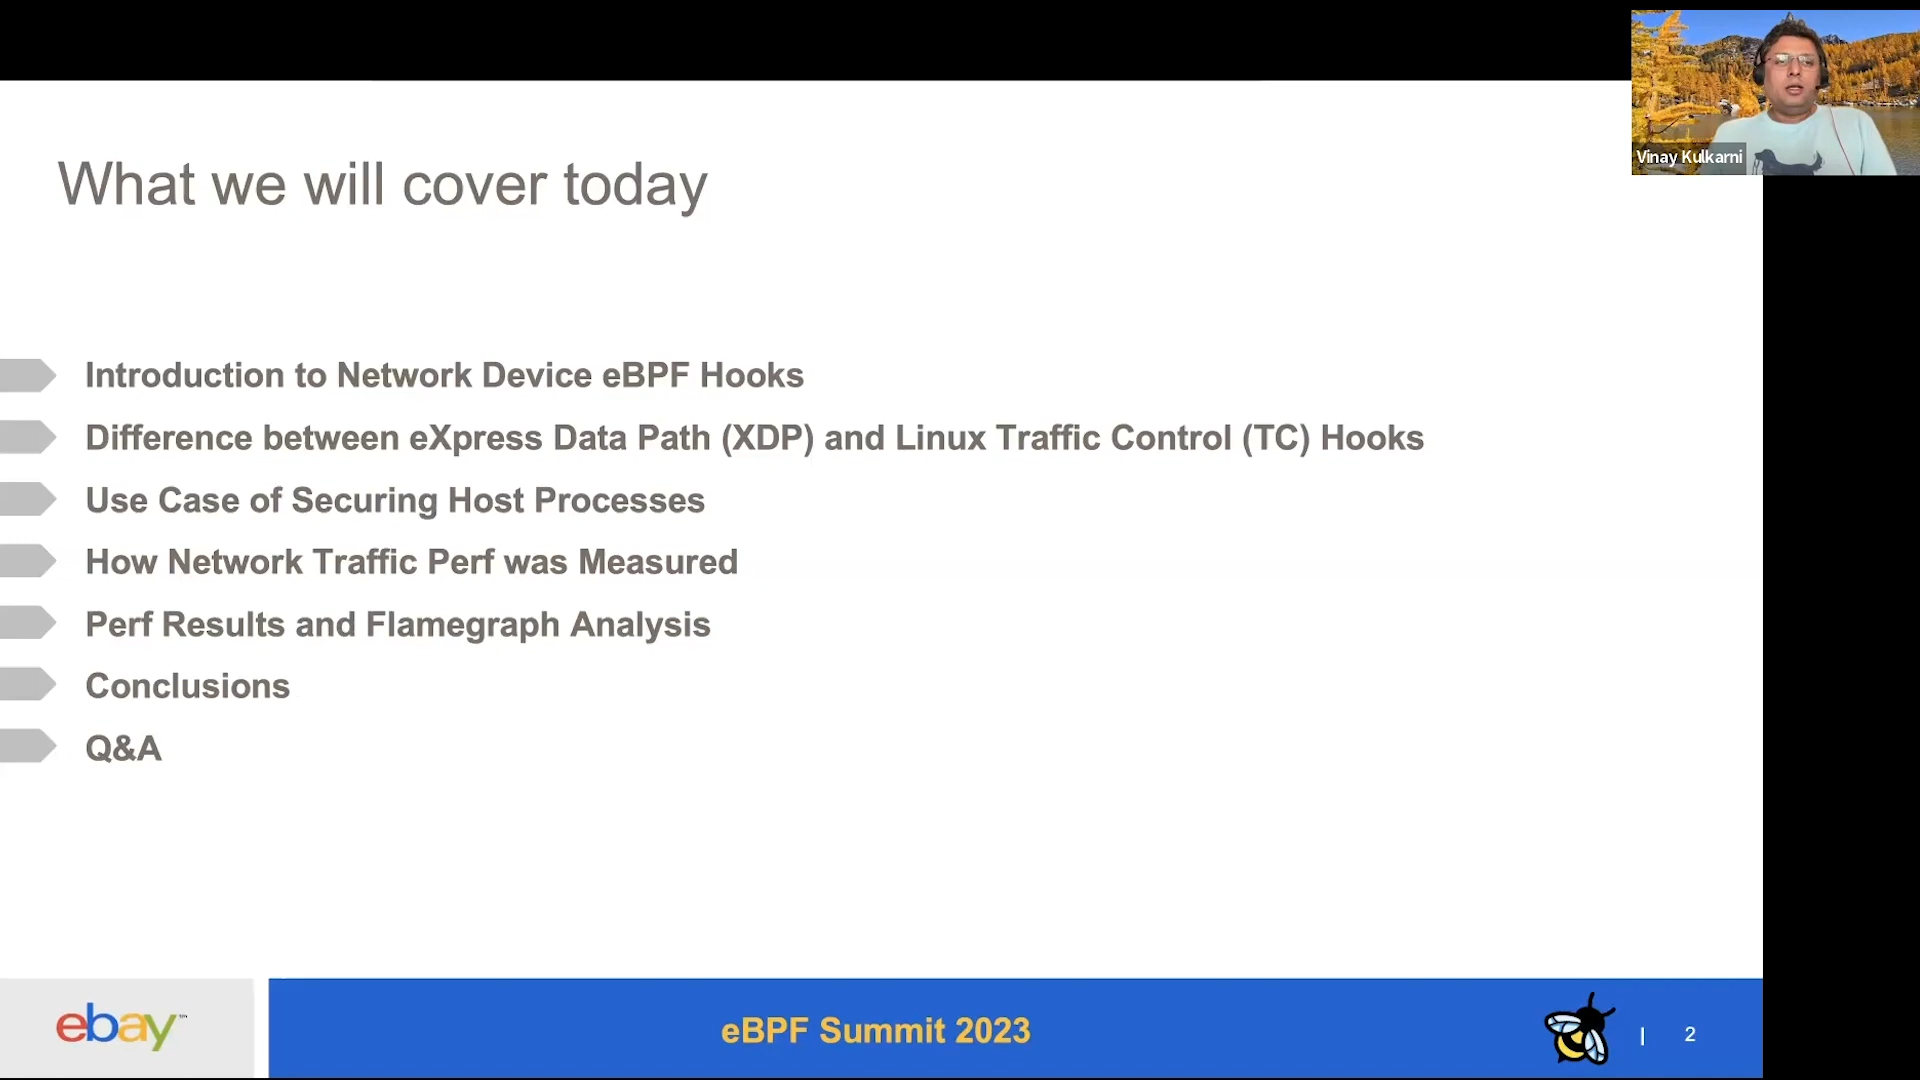 Vinay Kulkarni
What we will cover today
Introduction to Network Device eBPF Hooks
Difference between eXpress Data Path (XDP) and Linux Traffic Control (TC) Hooks
Use Case of Securing Host Processes
How Network Traffic Perf was Measured
Perf Results and Flamegraph Analysis
Conclusions
Q&A
ebay™
eBPF Summit 2023
| 2